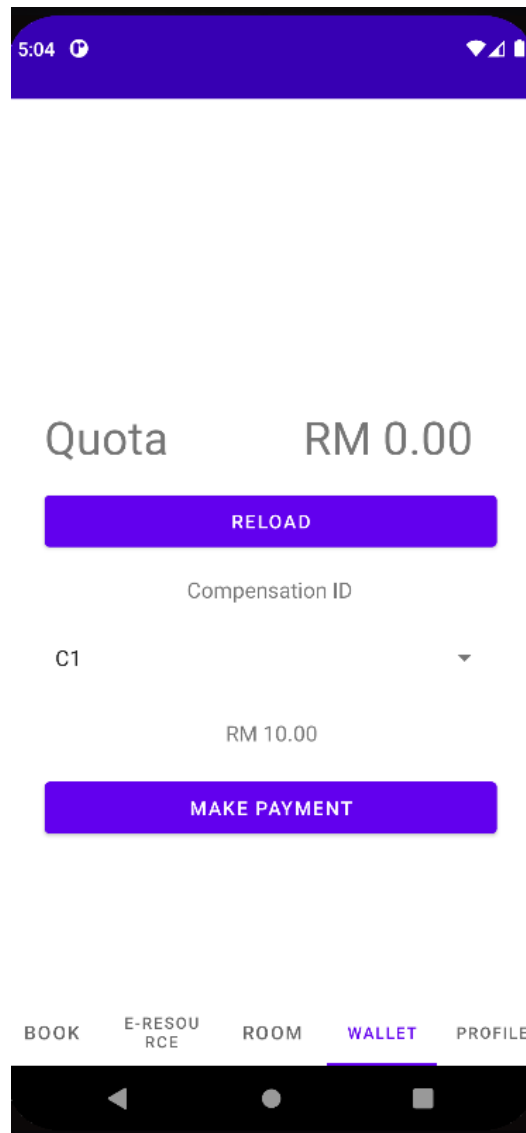 5:04
Quota RM 0.00
RELOAD
Compensation ID
C1
RM 10.00
MAKE PAYMENT
BOOK E-RESOU
RCE ROOM WALLET PROFILE